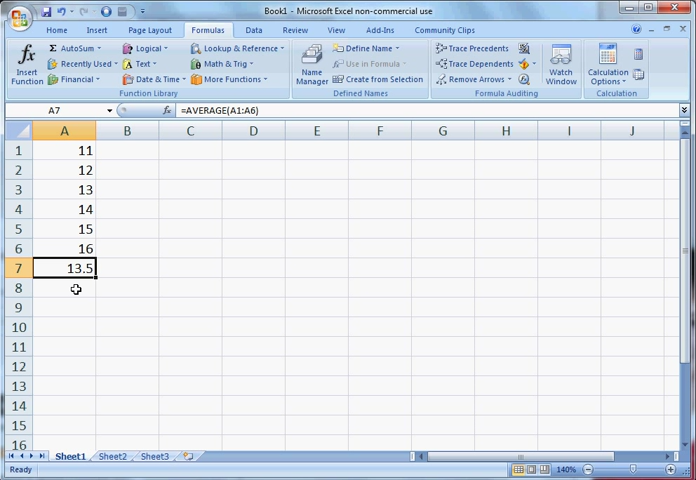 Book1 - Microsoft Excel non-commercial use
Home Insert Page Layout Formulas Data Review View Add-Ins Community Clips
fx Insert Function
Σ AutoSum
Recently Used
Financial
Logical
Text
Date & Time
Lookup & Reference
Math & Trig
More Functions
Function Library
Name Manager
Define Name
Use in Formula
Create from Selection
Defined Names
Trace Precedents
Trace Dependents
Remove Arrows
Formula Auditing
Watch Window
Calculation Options
Calculation
A7 fx =AVERAGE(A1:A6)
A B C D E F G H I J
1 11
2 12
3 13
4 14
5 15
6 16
7 13.5
8
9
10
11
12
13
14
15
16
Sheet1 Sheet2 Sheet3
Ready 140%